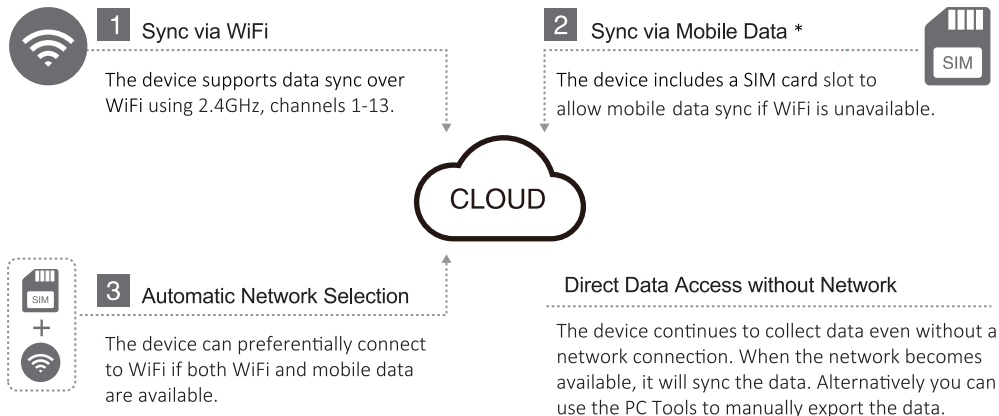 1 Sync via WiFi
The device supports data sync over
WiFi using 2.4GHz, channels 1-13.
2 Sync via Mobile Data *
SIM
The device includes a SIM card slot to
allow mobile data sync if WiFi is unavailable.
CLOUD
SIM
+
3 Automatic Network Selection
The device can preferentially connect
to WiFi if both WiFi and mobile data
are available.
Direct Data Access without Network
The device continues to collect data even without a
network connection. When the network becomes
available, it will sync the data. Alternatively you can
use the PC Tools to manually export the data.